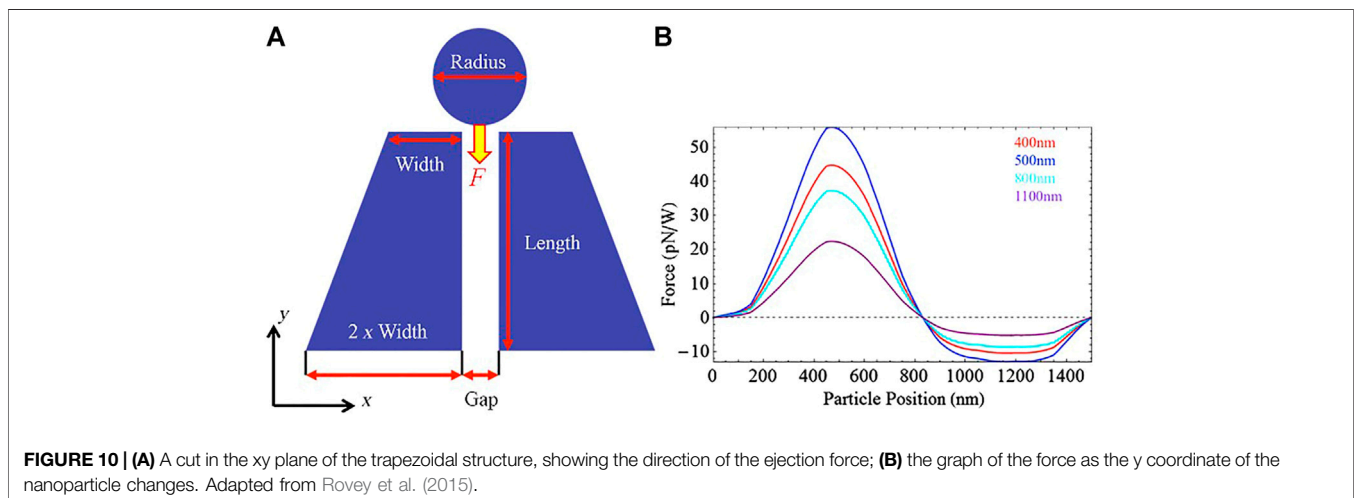 A
Radius
Width
F
Length
2 x Width
Gap
y
x
B
400nm
500nm
800nm
1100nm
Force (pN/W)
50
40
30
20
10
0
−10
0 200 400 600 800 1000 1200 1400
Particle Position (nm)
FIGURE 10 | (A) A cut in the xy plane of the trapezoidal structure, showing the direction of the ejection force; (B) the graph of the force as the y coordinate of the
nanoparticle changes. Adapted from Rovey et al. (2015).